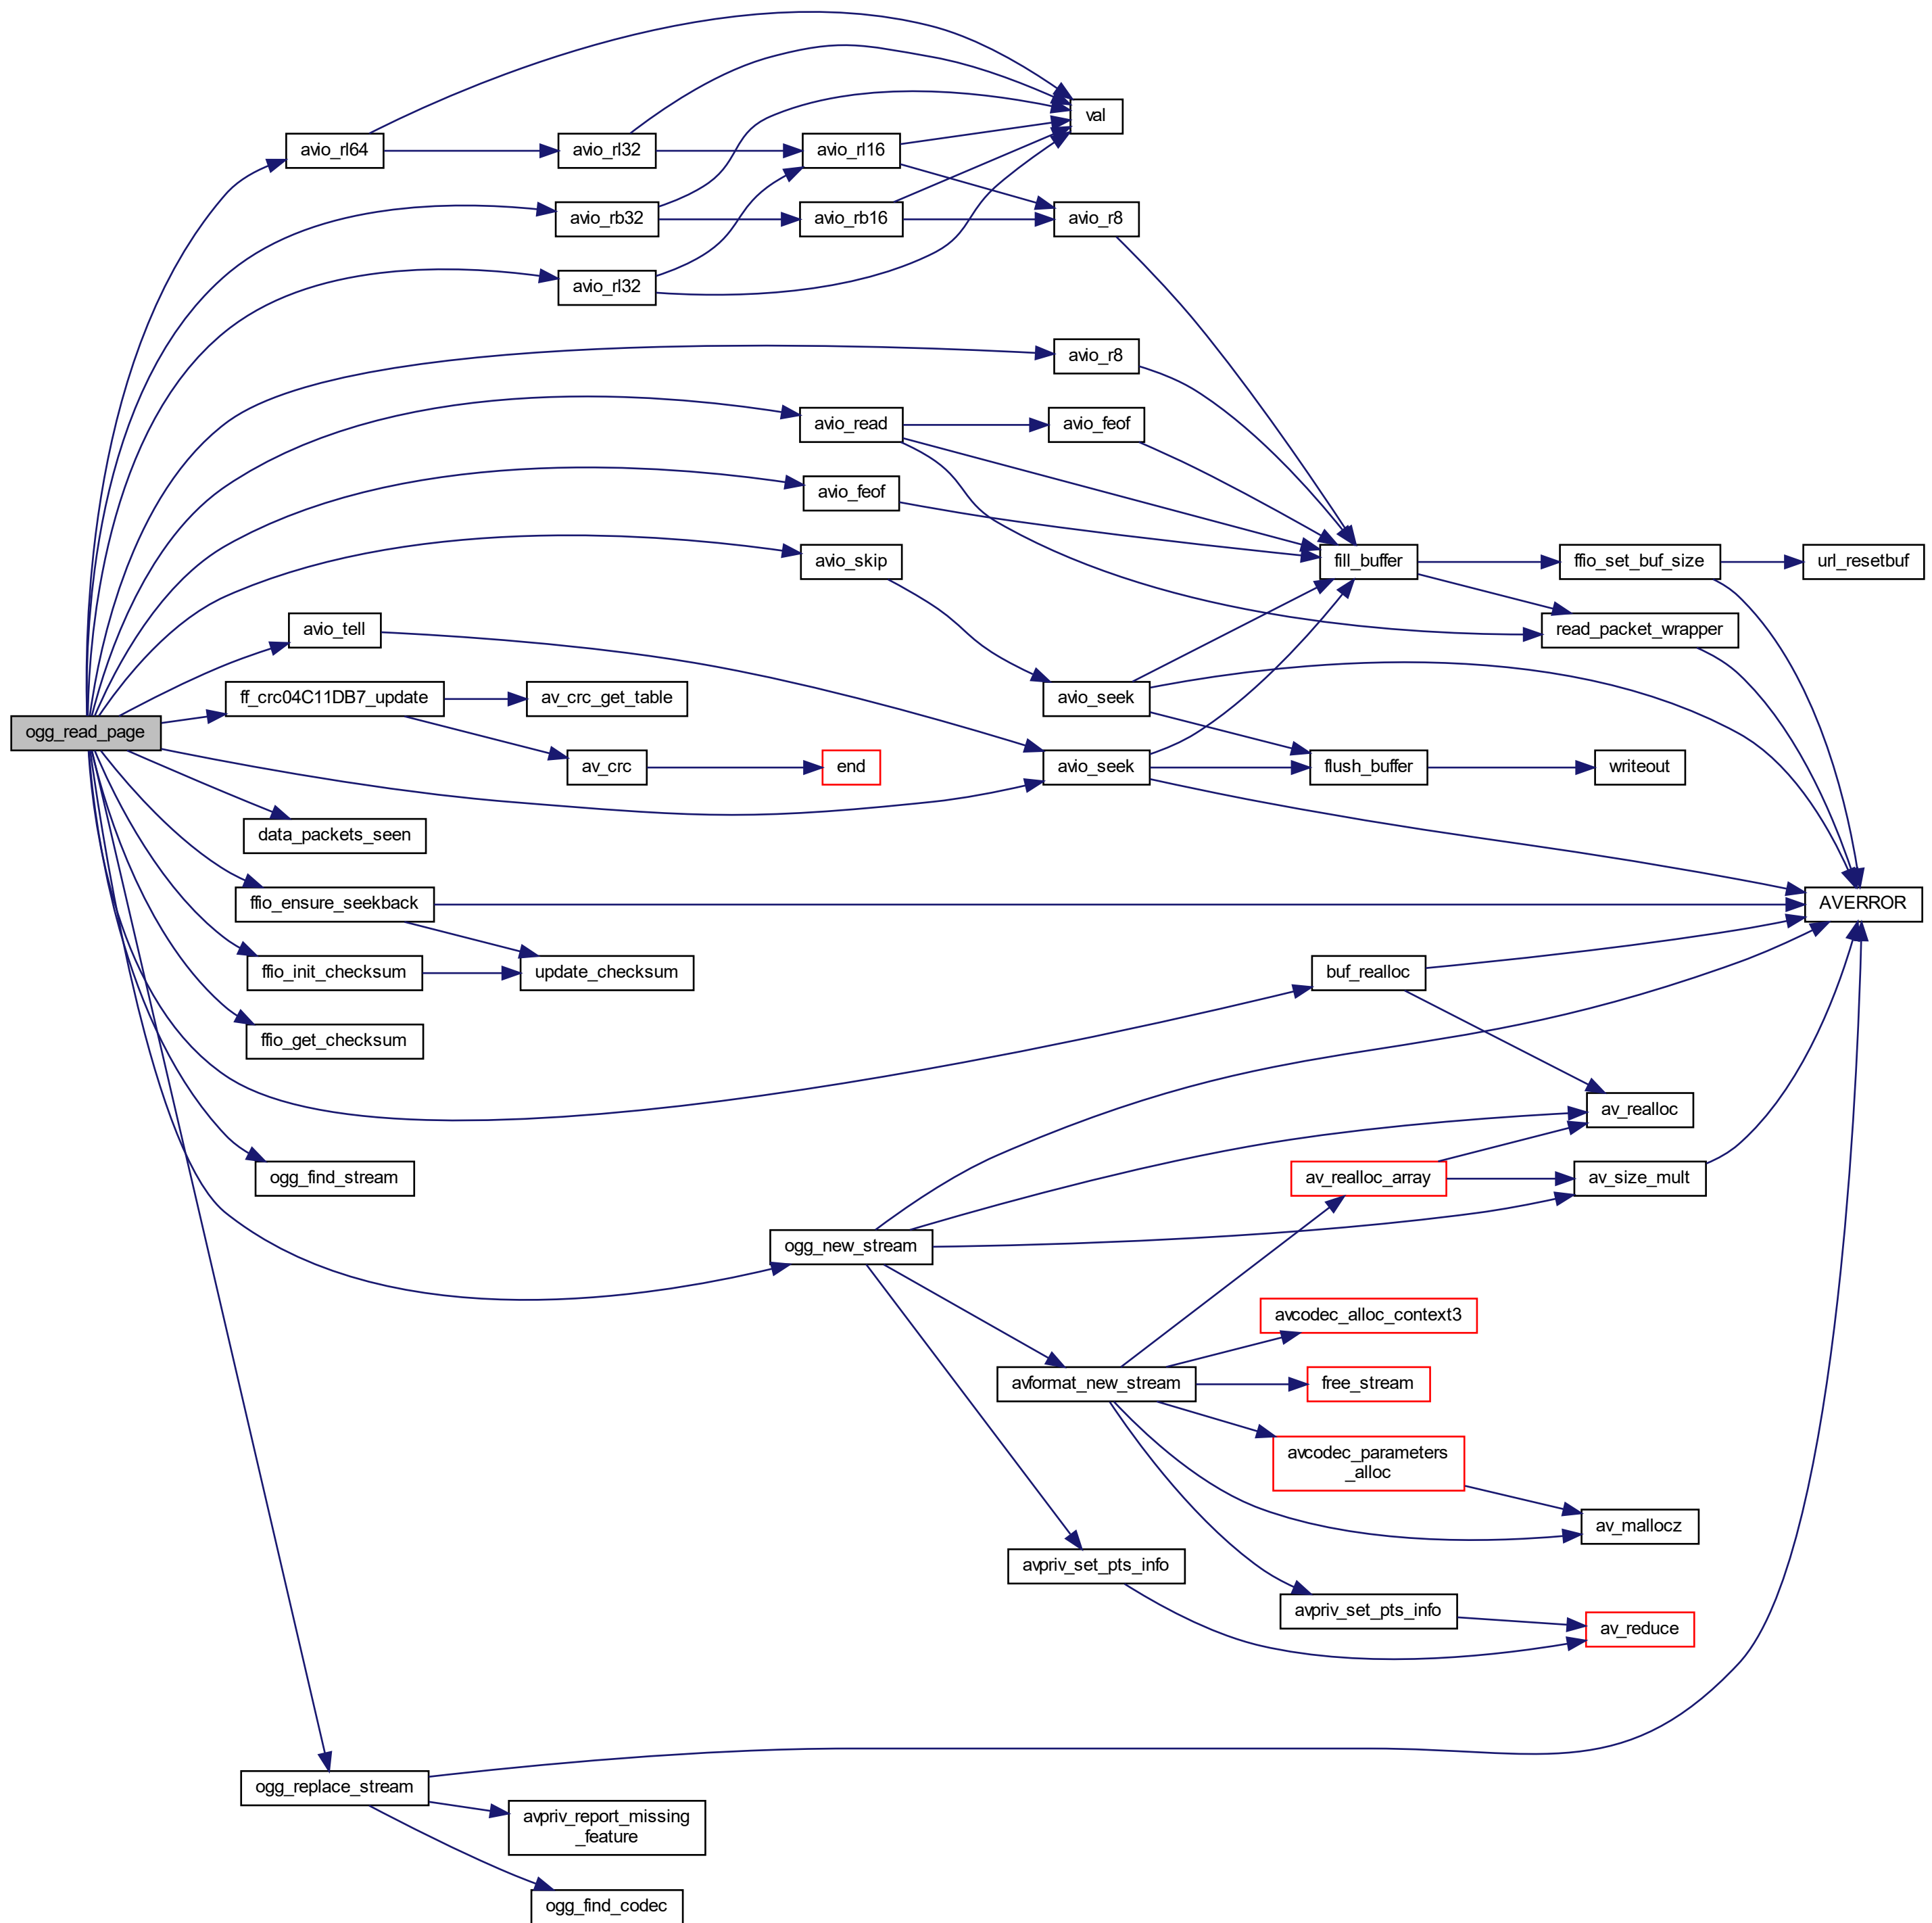 val
avio_rl64
avio_rl32
avio_rl16
avio_rb32
avio_rb16
avio_r8
avio_rl32
avio_r8
avio_read
avio_feof
avio_feof
avio_skip
fill_buffer
ffio_set_buf_size
url_resetbuf
avio_tell
read_packet_wrapper
ff_crc04C11DB7_update
av_crc_get_table
avio_seek
ogg_read_page
av_crc
end
avio_seek
flush_buffer
writeout
data_packets_seen
ffio_ensure_seekback
AVERROR
ffio_init_checksum
update_checksum
buf_realloc
ffio_get_checksum
av_realloc
ogg_find_stream
av_realloc_array
av_size_mult
ogg_new_stream
avcodec_alloc_context3
avformat_new_stream
free_stream
avcodec_parameters
_alloc
av_mallocz
avpriv_set_pts_info
avpriv_set_pts_info
av_reduce
ogg_replace_stream
avpriv_report_missing
_feature
ogg_find_codec